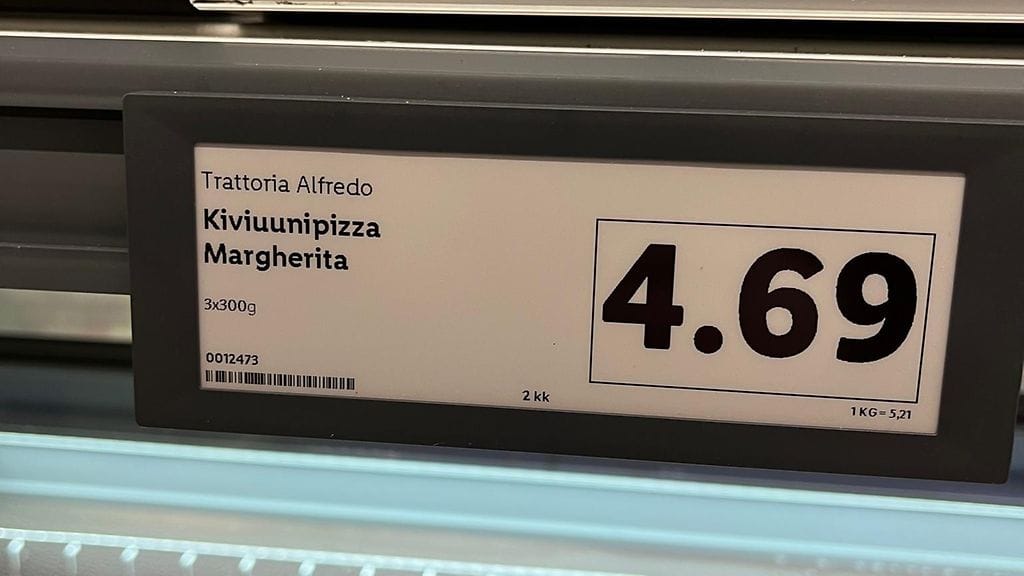 Trattoria Alfredo
Kiviuunipizza
Margherita
3x300g
4.69
0012473
2 kk
1 KG = 5,21